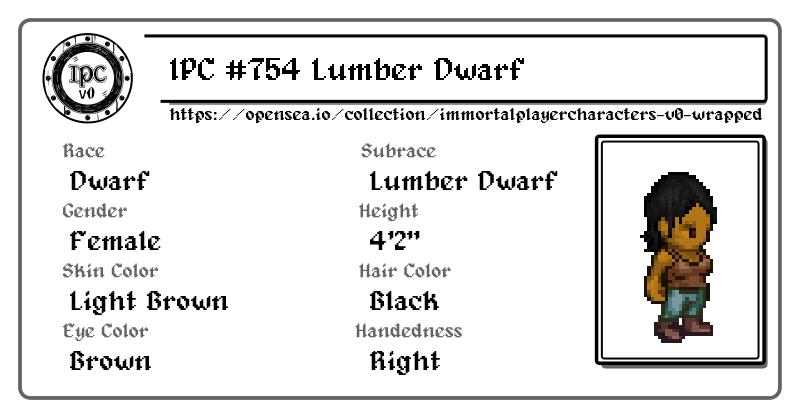 IPC
v0
IPC #754 Lumber Dwarf
https://opensea.io/collection/immortalplayercharacters-v0-wrapped
Race
Dwarf
Subrace
Lumber Dwarf
Gender
Female
Height
4'2"
Skin Color
Light Brown
Hair Color
Black
Eye Color
Brown
Handedness
Right